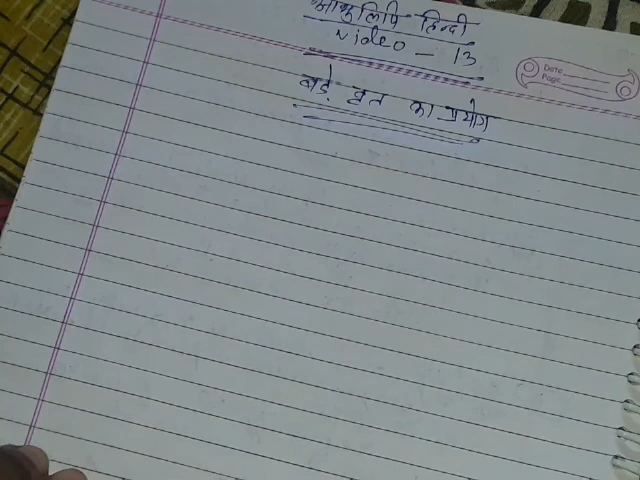 आशुलिपि हिन्दी
Video - 13
बड़े वृत का प्रयोग
Date
Page